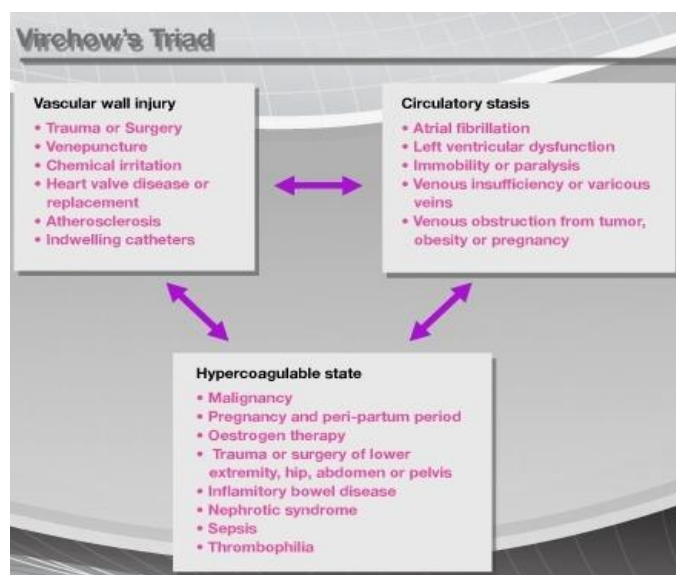 Virchow's Triad
Vascular wall injury
• Trauma or Surgery
• Venepuncture
• Chemical irritation
• Heart valve disease or
replacement
• Atherosclerosis
• Indwelling catheters
Circulatory stasis
• Atrial fibrillation
• Left ventricular dysfunction
• Immobility or paralysis
• Venous insufficiency or varicous
veins
• Venous obstruction from tumor,
obesity or pregnancy
Hypercoagulable state
• Malignancy
• Pregnancy and peri-partum period
• Oestrogen therapy
• Trauma or surgery of lower
extremity, hip, abdomen or pelvis
• Inflamitory bowel disease
• Nephrotic syndrome
• Sepsis
• Thrombophilia